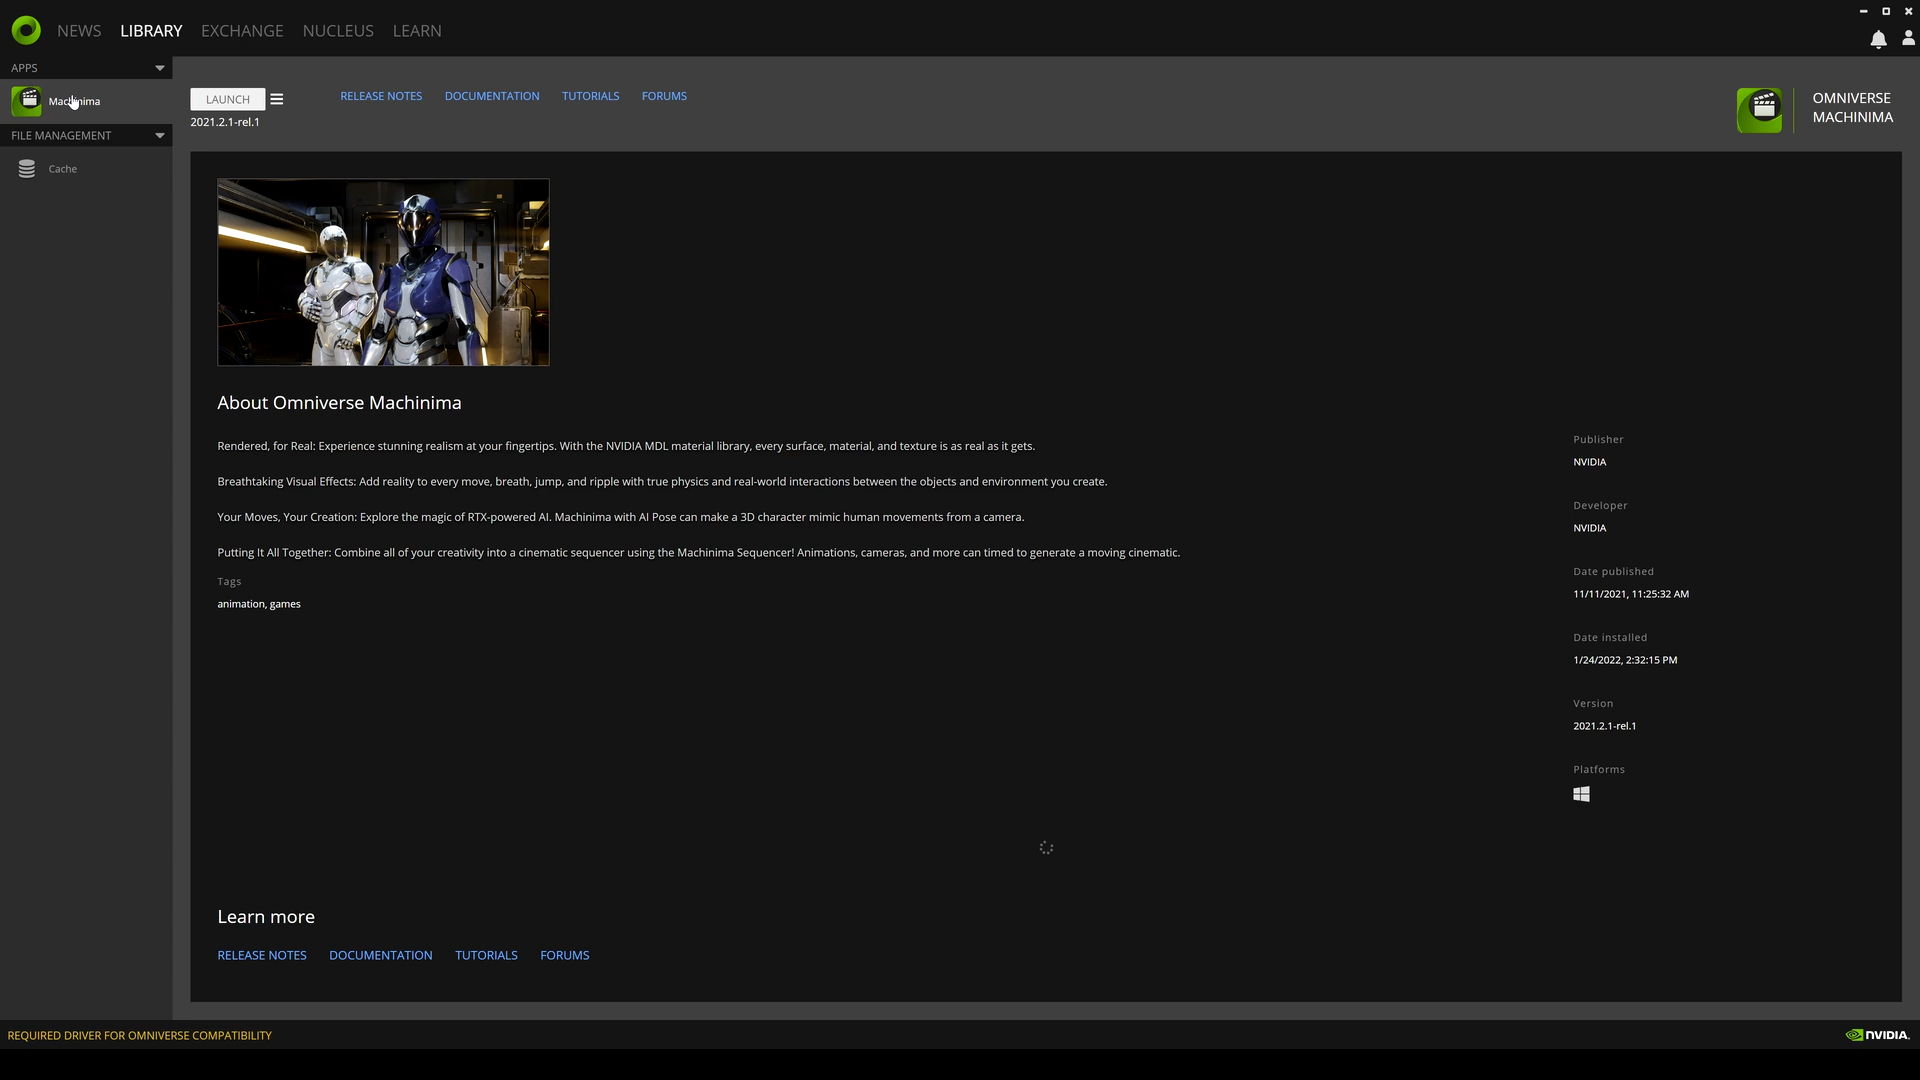 NEWS LIBRARY EXCHANGE NUCLEUS LEARN
APPS
Machinima
FILE MANAGEMENT
Cache
LAUNCH RELEASE NOTES DOCUMENTATION TUTORIALS FORUMS
2021.2.1-rel.1
OMNIVERSE
MACHINIMA
About Omniverse Machinima
Rendered, for Real: Experience stunning realism at your fingertips. With the NVIDIA MDL material library, every surface, material, and texture is as real as it gets.
Breathtaking Visual Effects: Add reality to every move, breath, jump, and ripple with true physics and real-world interactions between the objects and environment you create.
Your Moves, Your Creation: Explore the magic of RTX-powered AI. Machinima with AI Pose can make a 3D character mimic human movements from a camera.
Putting It All Together: Combine all of your creativity into a cinematic sequencer using the Machinima Sequencer! Animations, cameras, and more can timed to generate a moving cinematic.
Tags
animation, games
Publisher
NVIDIA
Developer
NVIDIA
Date published
11/11/2021, 11:25:32 AM
Date installed
1/24/2022, 2:32:15 PM
Version
2021.2.1-rel.1
Platforms
Learn more
RELEASE NOTES DOCUMENTATION TUTORIALS FORUMS
REQUIRED DRIVER FOR OMNIVERSE COMPATIBILITY
NVIDIA.